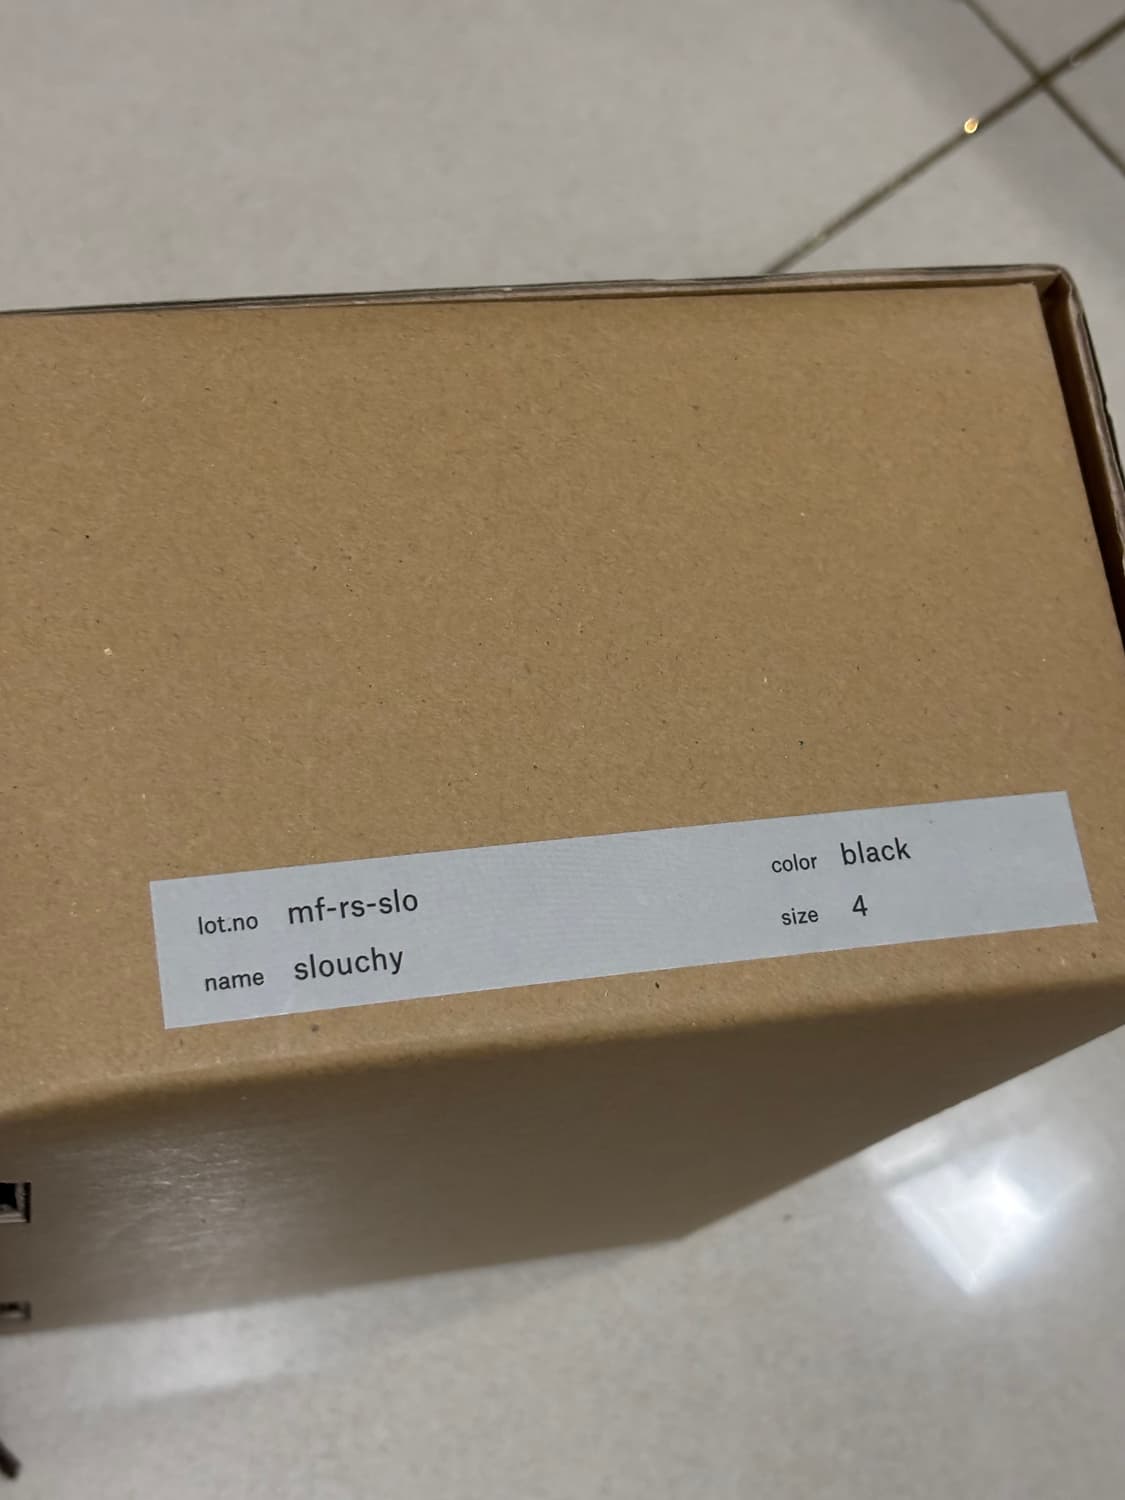 lot.no mf-rs-slo
name slouchy
color black
size 4